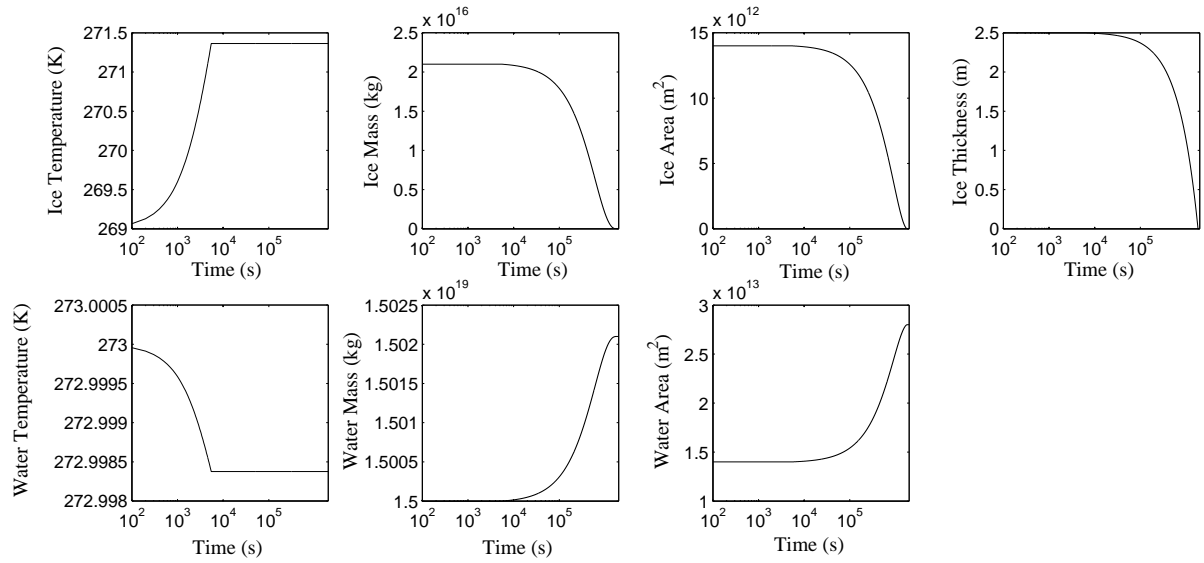 271.5
271
270.5
270
269.5
269
10^2 10^3 10^4 10^5
Time (s)
Ice Temperature (K)
x 10^16
2.5
2
1.5
1
0.5
0
10^2 10^3 10^4 10^5
Time (s)
Ice Mass (kg)
x 10^12
15
10
5
0
10^2 10^3 10^4 10^5
Time (s)
Ice Area (m^2)
2.5
2
1.5
1
0.5
0
10^2 10^3 10^4 10^5
Time (s)
Ice Thickness (m)
273.0005
273
272.9995
272.999
272.9985
272.998
10^2 10^3 10^4 10^5
Time (s)
Water Temperature (K)
x 10^19
1.5025
1.502
1.5015
1.501
1.5005
1.5
10^2 10^3 10^4 10^5
Time (s)
Water Mass (kg)
x 10^13
3
2.5
2
1.5
1
10^2 10^3 10^4 10^5
Time (s)
Water Area (m^2)